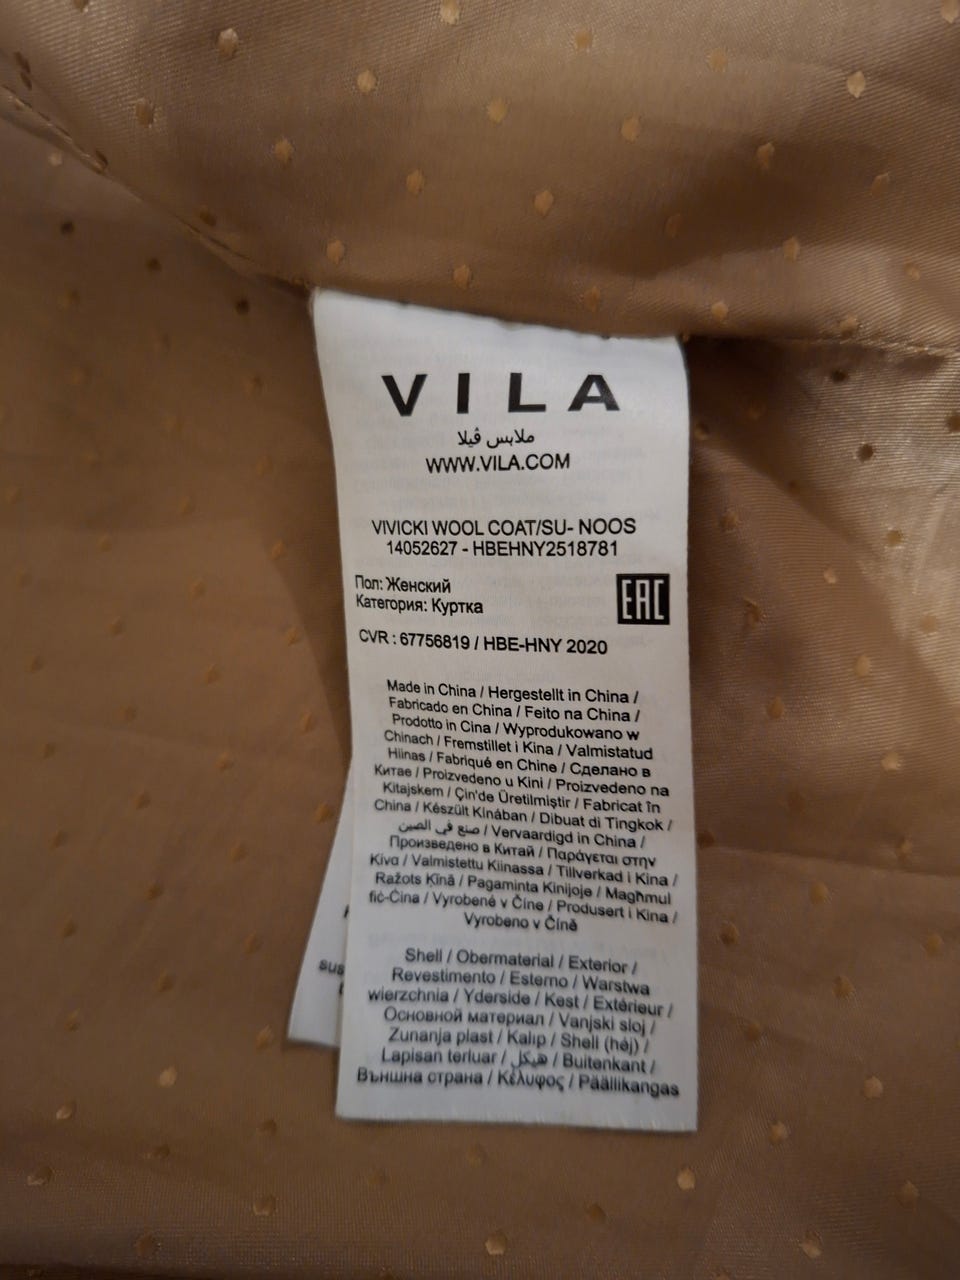 VILA
ملابس ڤيلا
WWW.VILA.COM
VIVICKI WOOL COAT/SU- NOOS
14052627 - HBEHNY2518781
Пол: Женский
Категория: Куртка
EAC
CVR : 67756819 / HBE-HNY 2020
Made in China / Hergestellt in China /
Fabricado en China / Feito na China /
Prodotto in Cina / Wyprodukowano w
Chinach / Fremstillet i Kina / Valmistatud
Hiinas / Fabriqué en Chine / Сделано в
Китае / Proizvedeno u Kini / Proizvedeno na
Kitajskem / Çin'de Üretilmiştir / Fabricat în
China / Készült Kínában / Dibuat di Tingkok /
صنع في الصين / Vervaardigd in China /
Произведено в Китай / Παράγεται στην
Κίνα / Valmistettu Kiinassa / Tillverkad i Kina /
Ražots Ķīnā / Pagaminta Kinijoje / Magħmul
fiċ-Ċina / Vyrobené v Číne / Produsert i Kina /
Vyrobeno v Číně
Shell / Obermaterial / Exterior /
Revestimento / Esterno / Warstwa
wierzchnia / Yderside / Kest / Extérieur /
Основной материал / Vanjski sloj /
Zunanja plast / Kalıp / Shell (héj) /
Lapisan terluar / هيكل / Buitenkant /
Външна страна / Κέλυφος / Päällikangas
sus